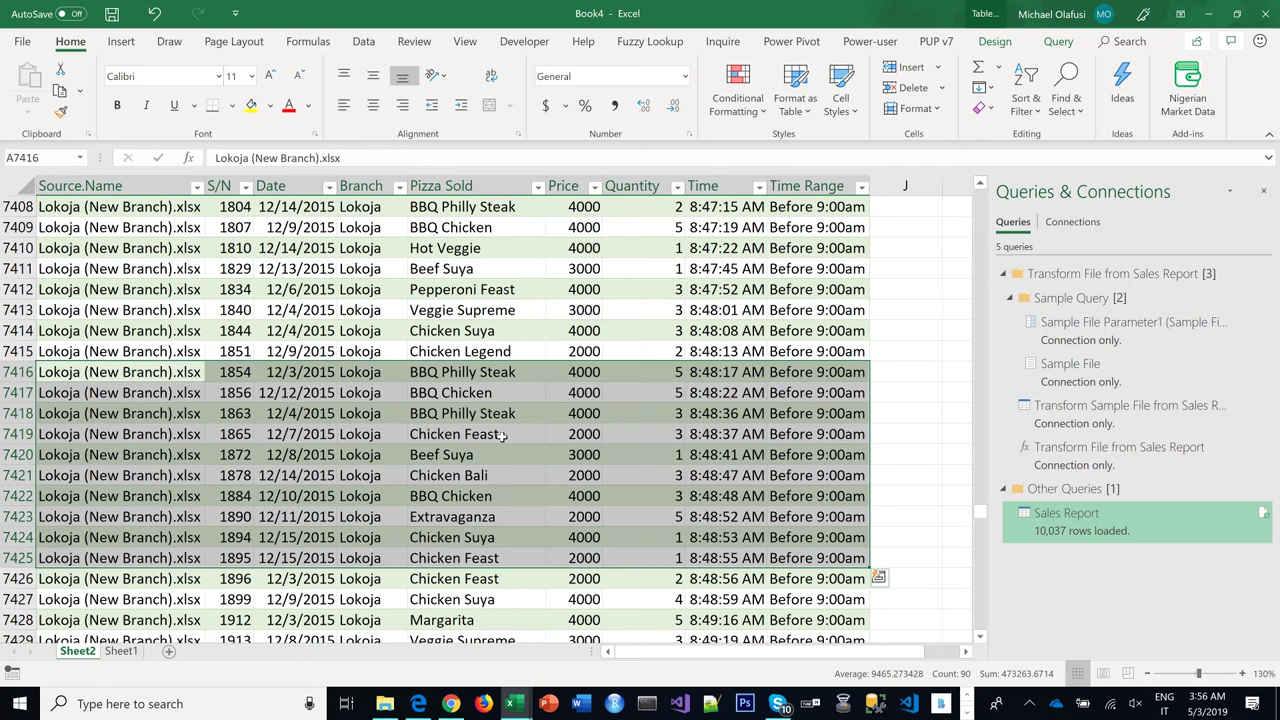 AutoSave Off Book4 - Excel Table... Michael Olafusi MO
File Home Insert Draw Page Layout Formulas Data Review View Developer Help Fuzzy Lookup Inquire Power Pivot Power-user PUP v7 Design Query Search
Paste Calibri 11 A A B I U A General $ % , Conditional Formatting Format as Table Cell Styles Insert Delete Format Sort & Filter Find & Select Ideas Nigerian Market Data
Clipboard Font Alignment Number Styles Cells Editing Ideas Add-ins
A7416 fx Lokoja (New Branch).xlsx
Source.Name S/N Date Branch Pizza Sold Price Quantity Time Time Range J
7408 Lokoja (New Branch).xlsx 1804 12/14/2015 Lokoja BBQ Philly Steak 4000 2 8:47:15 AM Before 9:00am
7409 Lokoja (New Branch).xlsx 1807 12/9/2015 Lokoja BBQ Chicken 4000 5 8:47:19 AM Before 9:00am
7410 Lokoja (New Branch).xlsx 1810 12/14/2015 Lokoja Hot Veggie 4000 1 8:47:22 AM Before 9:00am
7411 Lokoja (New Branch).xlsx 1829 12/13/2015 Lokoja Beef Suya 3000 1 8:47:45 AM Before 9:00am
7412 Lokoja (New Branch).xlsx 1834 12/6/2015 Lokoja Pepperoni Feast 4000 3 8:47:52 AM Before 9:00am
7413 Lokoja (New Branch).xlsx 1840 12/4/2015 Lokoja Veggie Supreme 3000 3 8:48:01 AM Before 9:00am
7414 Lokoja (New Branch).xlsx 1844 12/4/2015 Lokoja Chicken Suya 4000 3 8:48:08 AM Before 9:00am
7415 Lokoja (New Branch).xlsx 1851 12/9/2015 Lokoja Chicken Legend 2000 2 8:48:13 AM Before 9:00am
7416 Lokoja (New Branch).xlsx 1854 12/3/2015 Lokoja BBQ Philly Steak 4000 5 8:48:17 AM Before 9:00am
7417 Lokoja (New Branch).xlsx 1856 12/12/2015 Lokoja BBQ Chicken 4000 5 8:48:22 AM Before 9:00am
7418 Lokoja (New Branch).xlsx 1863 12/4/2015 Lokoja BBQ Philly Steak 4000 3 8:48:36 AM Before 9:00am
7419 Lokoja (New Branch).xlsx 1865 12/7/2015 Lokoja Chicken Feast 2000 3 8:48:37 AM Before 9:00am
7420 Lokoja (New Branch).xlsx 1872 12/8/2015 Lokoja Beef Suya 3000 1 8:48:41 AM Before 9:00am
7421 Lokoja (New Branch).xlsx 1878 12/14/2015 Lokoja Chicken Bali 2000 3 8:48:47 AM Before 9:00am
7422 Lokoja (New Branch).xlsx 1884 12/10/2015 Lokoja BBQ Chicken 4000 3 8:48:48 AM Before 9:00am
7423 Lokoja (New Branch).xlsx 1890 12/11/2015 Lokoja Extravaganza 2000 5 8:48:52 AM Before 9:00am
7424 Lokoja (New Branch).xlsx 1894 12/15/2015 Lokoja Chicken Suya 4000 1 8:48:53 AM Before 9:00am
7425 Lokoja (New Branch).xlsx 1895 12/15/2015 Lokoja Chicken Feast 2000 1 8:48:55 AM Before 9:00am
7426 Lokoja (New Branch).xlsx 1896 12/3/2015 Lokoja Chicken Feast 2000 2 8:48:56 AM Before 9:00am
7427 Lokoja (New Branch).xlsx 1899 12/9/2015 Lokoja Chicken Suya 4000 4 8:48:59 AM Before 9:00am
7428 Lokoja (New Branch).xlsx 1912 12/3/2015 Lokoja Margarita 4000 5 8:49:16 AM Before 9:00am
7429 Lokoja (New Branch).xlsx 1913 12/8/2015 Lokoja Veggie Supreme 3000 3 8:49:19 AM Before 9:00am
Queries & Connections
Queries Connections
5 queries
Transform File from Sales Report [3]
Sample Query [2]
Sample File Parameter1 (Sample Fi...
Connection only.
Sample File
Connection only.
Transform Sample File from Sales R...
Connection only.
fx Transform File from Sales Report
Connection only.
Other Queries [1]
Sales Report
10,037 rows loaded.
Sheet2 Sheet1
Average: 9465.273428 Count: 90 Sum: 473263.6714 130%
Type here to search ENG 3:56 AM
IT 5/3/2019